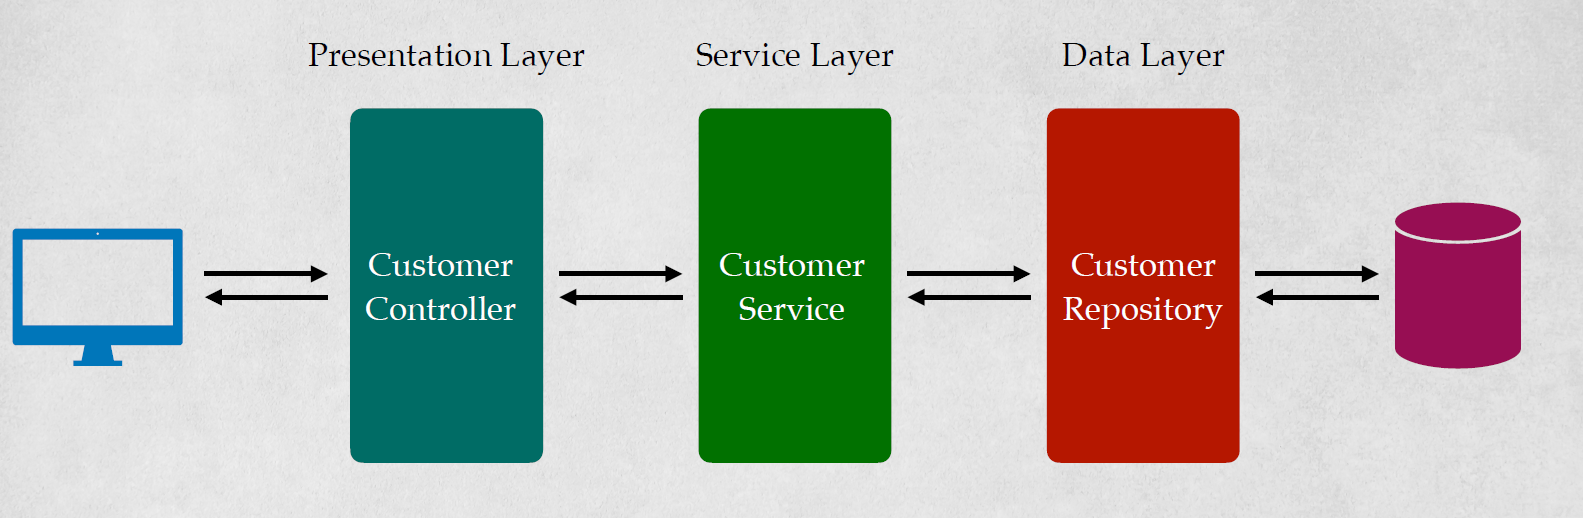 Presentation Layer
Service Layer
Data Layer
Customer
Controller
Customer
Service
Customer
Repository